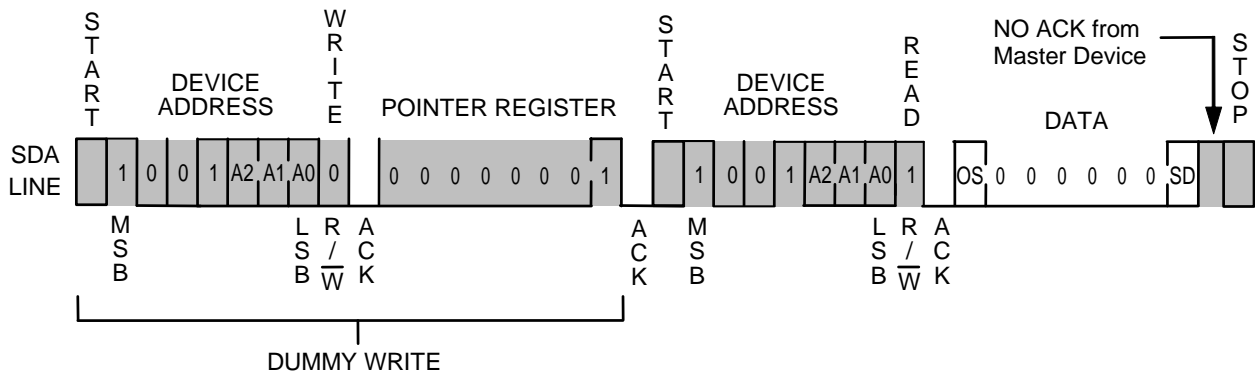 START
DEVICE ADDRESS
WRITE
POINTER REGISTER
START
DEVICE ADDRESS
READ
DATA
NO ACK from
Master Device
STOP
SDA
LINE
1 0 0 1 A2 A1 A0 0
0 0 0 0 0 0 0 1
1 0 0 1 A2 A1 A0 1
OS 0 0 0 0 0 0 SD
MSB
LSB
R/W
ACK
ACK
MSB
LSB
R/W
ACK
DUMMY WRITE